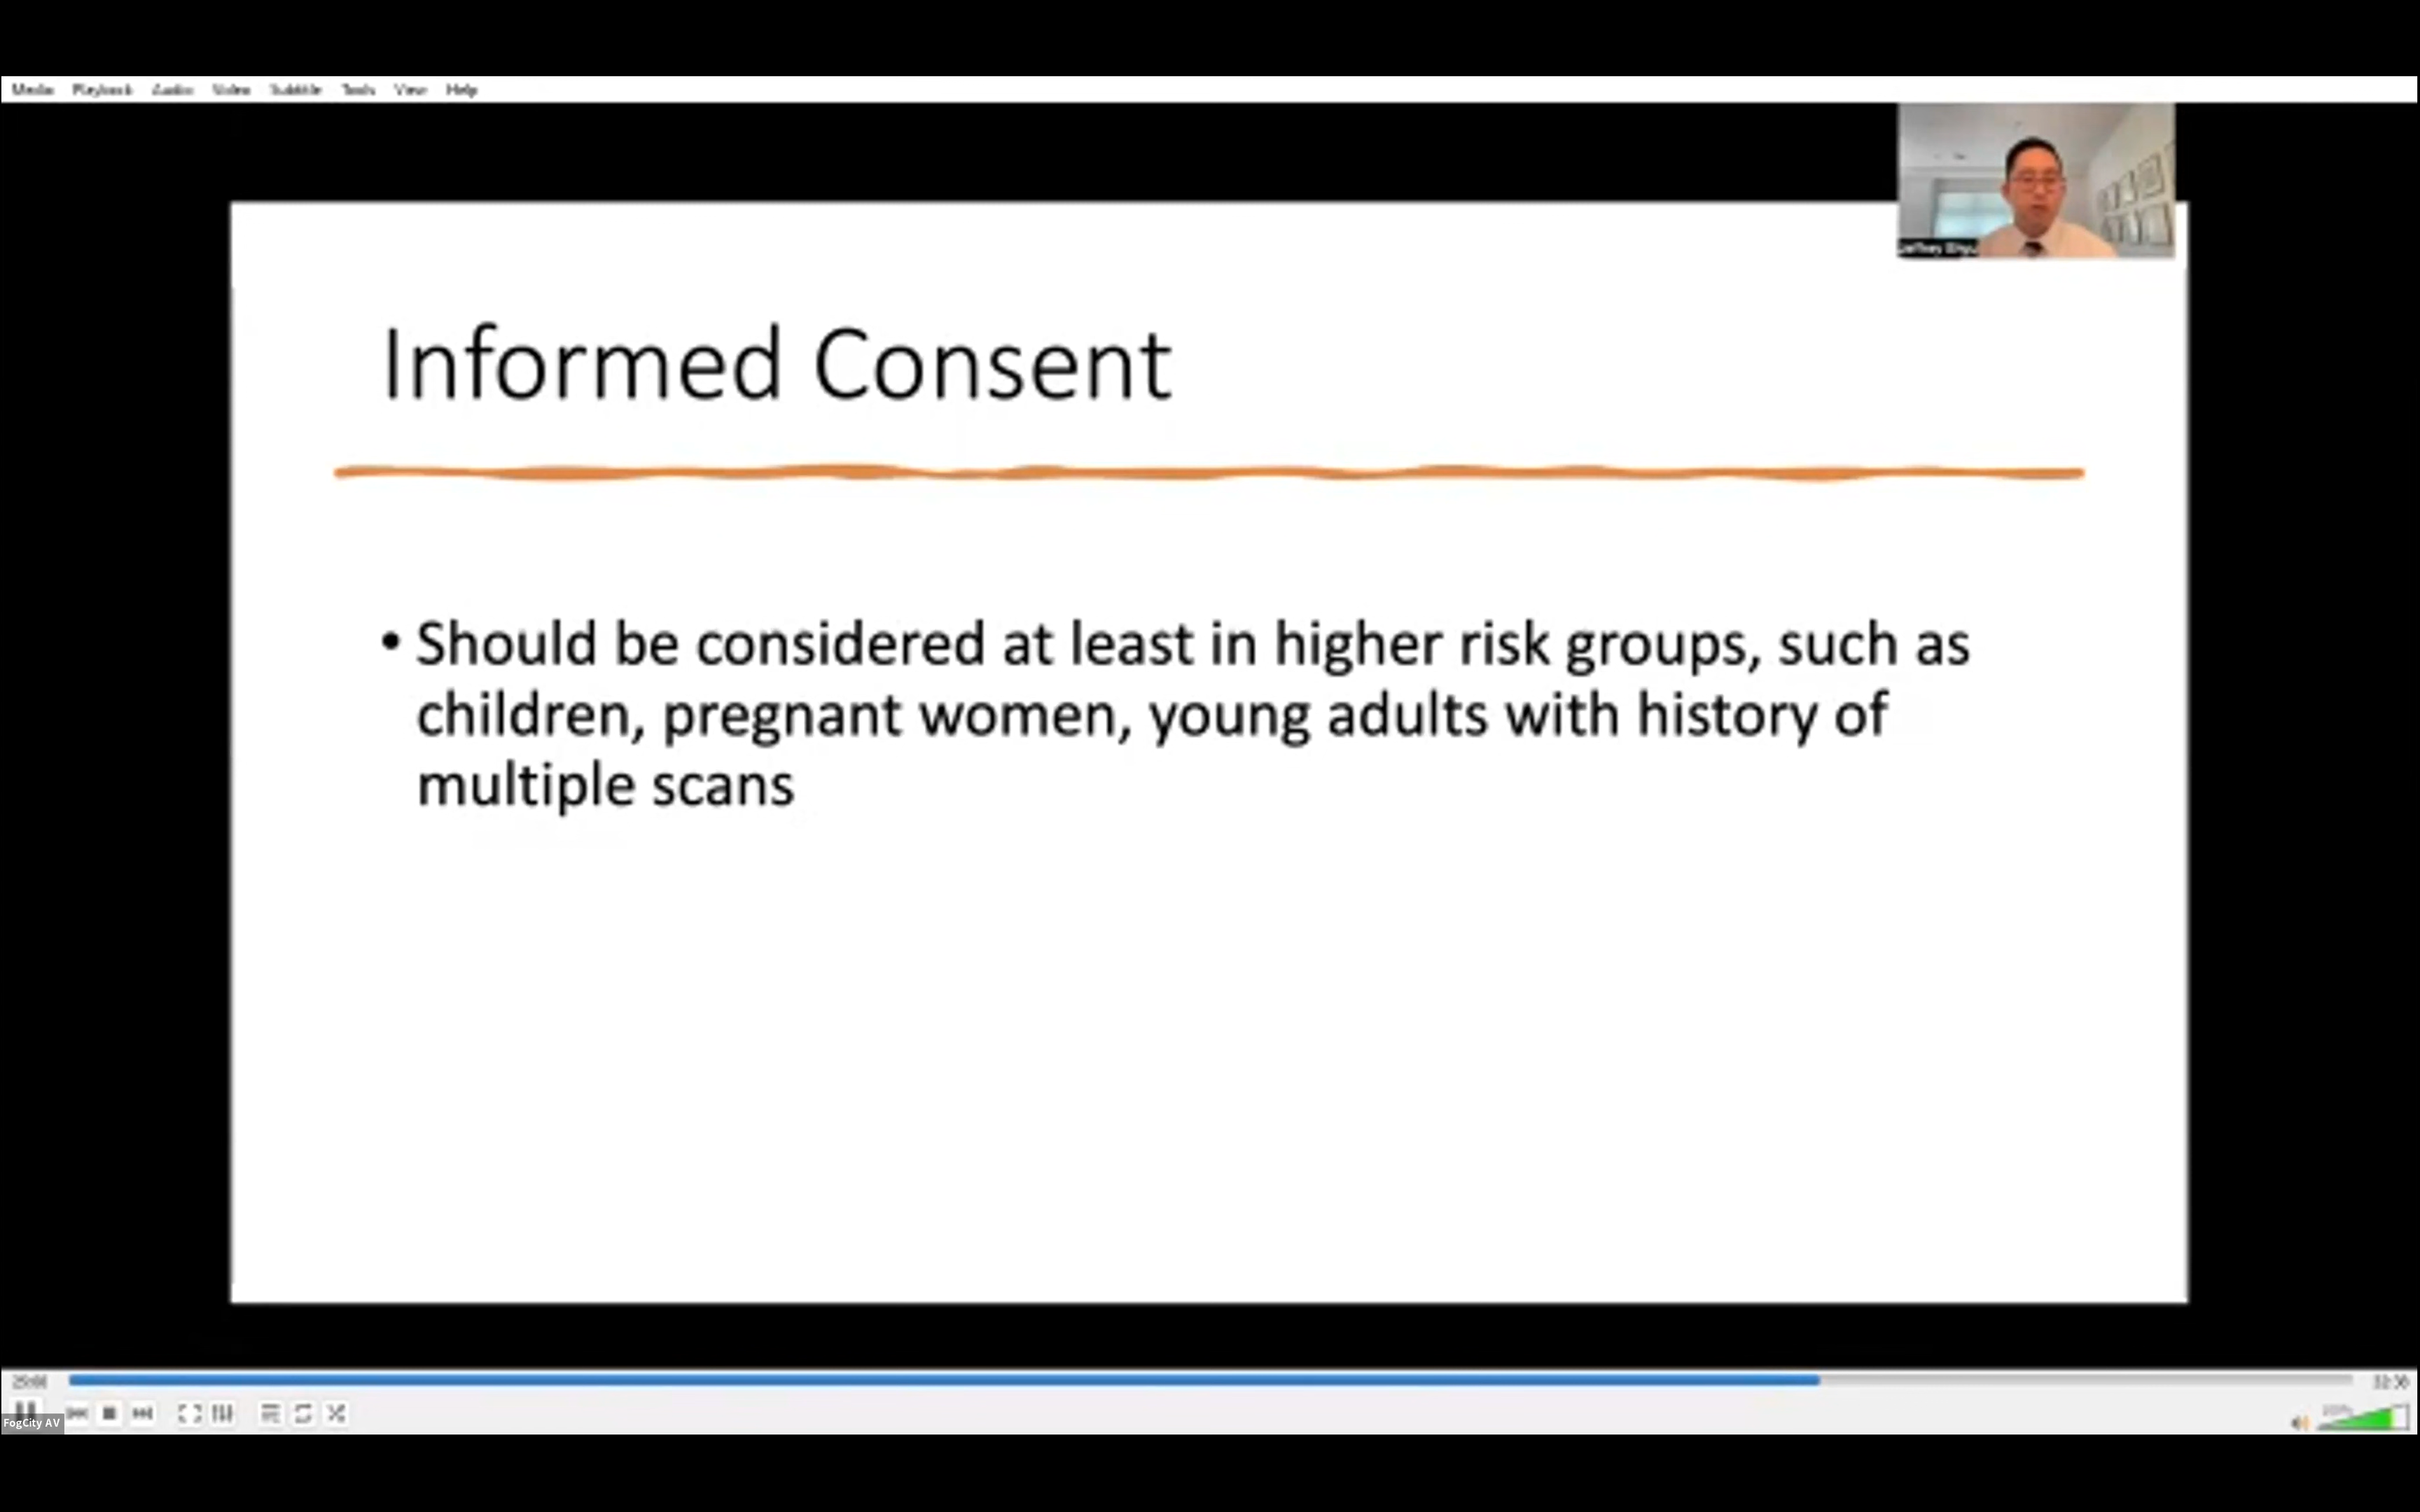 Media Playback Audio Video Subtitle Tools View Help
Informed Consent
• Should be considered at least in higher risk groups, such as
children, pregnant women, young adults with history of
multiple scans
FogCity AV